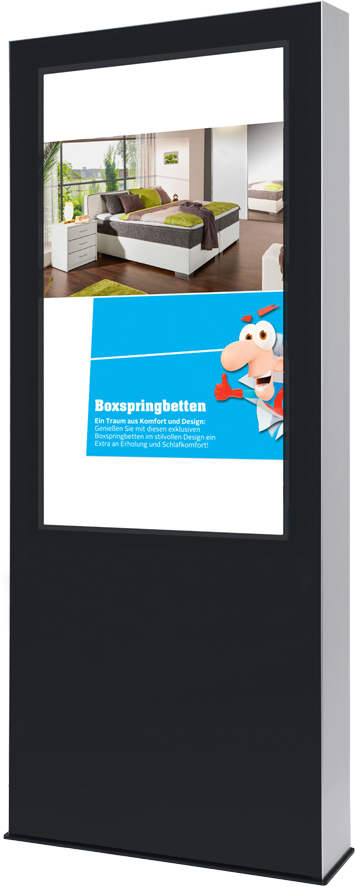 Boxspringbetten
Ein Traum aus Komfort und Design:
Genießen Sie mit diesen exklusiven
Boxspringbetten im stilvollen Design ein
Extra an Erholung und Schlafkomfort!